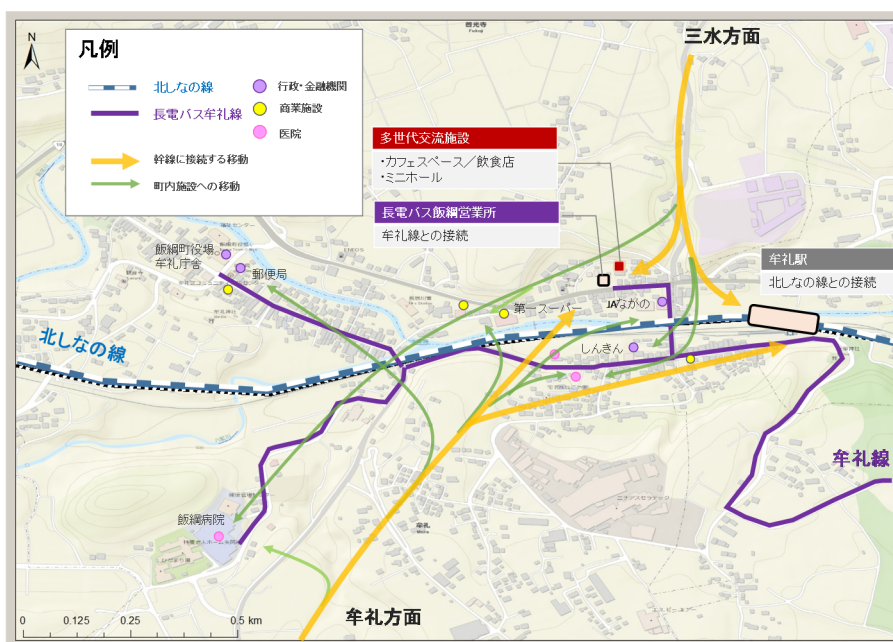 N
凡例
北しなの線
長電バス牟礼線
幹線に接続する移動
町内施設への移動
行政・金融機関
商業施設
医院
三水方面
多世代交流施設
・カフェスペース／飲食店
・ミニホール
長電バス飯綱営業所
牟礼線との接続
牟礼駅
北しなの線との接続
飯綱町役場
牟礼庁舎
郵便局
第一スーパー
JAながの
しんきん
北しなの線
牟礼線
飯綱病院
牟礼
牟礼方面
0 0.125 0.25 0.5 km